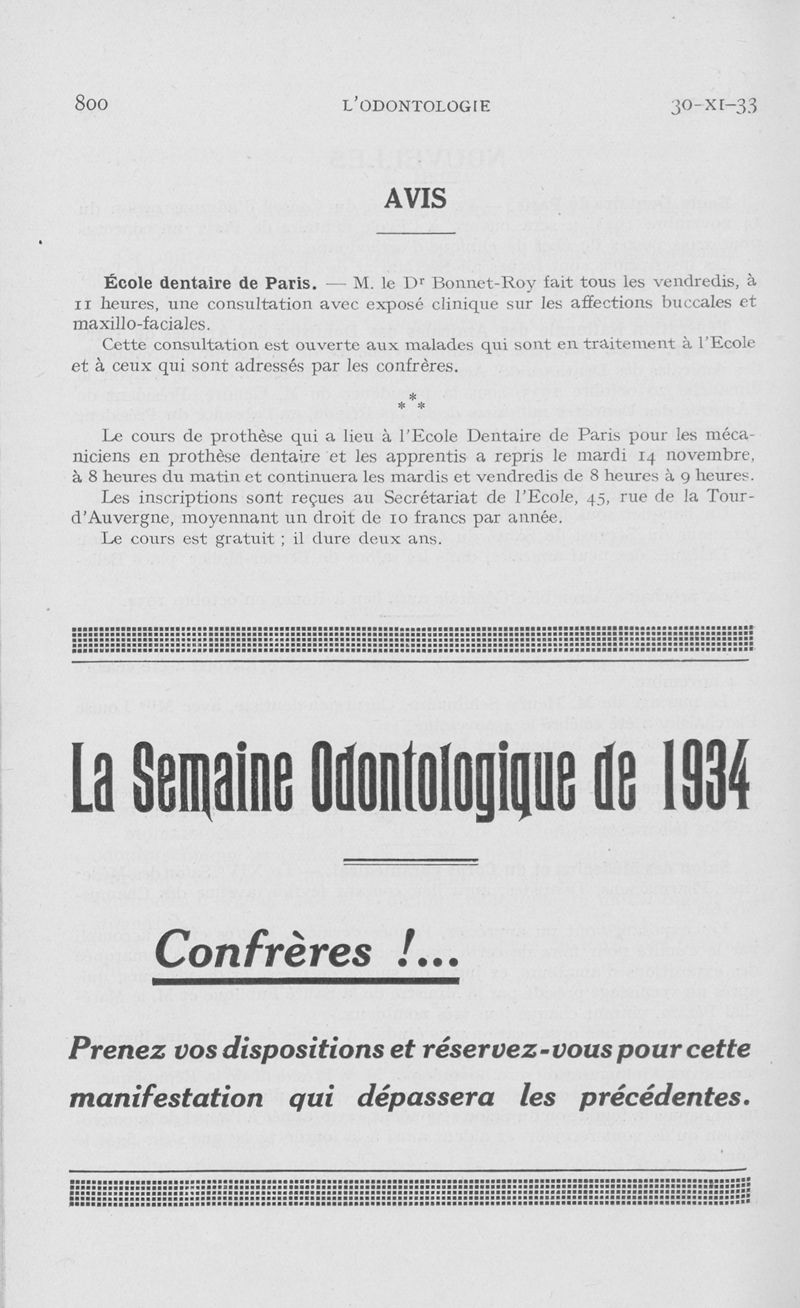 800 L'ODONTOLOGIE 30-XI-33
AVIS
École dentaire de Paris. — M. le Dr Bonnet-Roy fait tous les vendredis, à
11 heures, une consultation avec exposé clinique sur les affections buccales et
maxillo-faciales.
Cette consultation est ouverte aux malades qui sont en traitement à l'Ecole
et à ceux qui sont adressés par les confrères.
*
* *
Le cours de prothèse qui a lieu à l'Ecole Dentaire de Paris pour les méca-
niciens en prothèse dentaire et les apprentis a repris le mardi 14 novembre,
à 8 heures du matin et continuera les mardis et vendredis de 8 heures à 9 heures.
Les inscriptions sont reçues au Secrétariat de l'Ecole, 45, rue de la Tour-
d'Auvergne, moyennant un droit de 10 francs par année.
Le cours est gratuit ; il dure deux ans.
La Semaine Odontologique de 1934
Confrères !...
Prenez vos dispositions et réservez-vous pour cette
manifestation qui dépassera les précédentes.